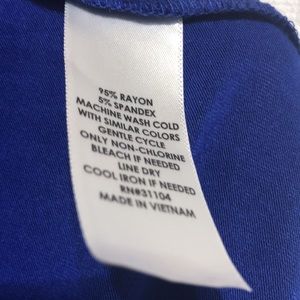 95% RAYON
5% SPANDEX
MACHINE WASH COLD
WITH SIMILAR COLORS
GENTLE CYCLE
ONLY NON-CHLORINE
BLEACH IF NEEDED
LINE DRY
COOL IRON IF NEEDED
RN#31104
MADE IN VIETNAM